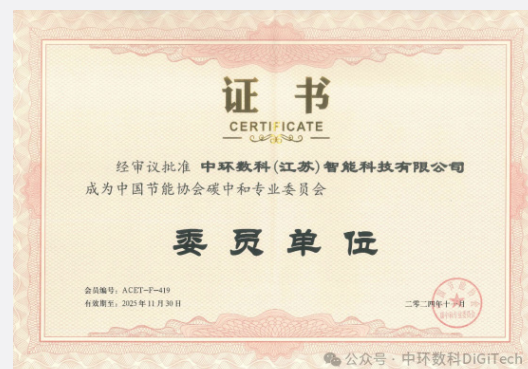 证 书
CERTIFICATE
经审议批准 中环数科(江苏)智能科技有限公司
成为中国节能协会碳中和专业委员会
委 员 单 位
会员编号：ACET-F-419
有效期至：2025年11月30日
二零二四年十一月
公众号 · 中环数科DiGiTech